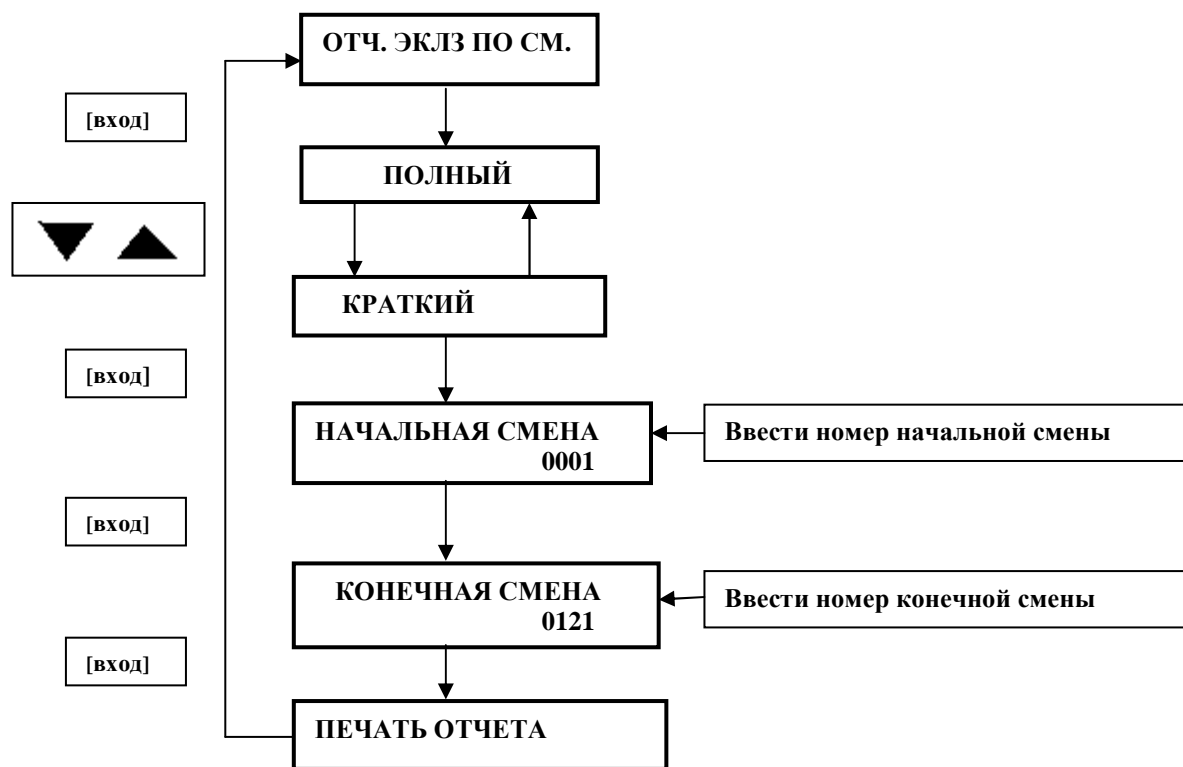 ОТЧ. ЭКЛЗ ПО СМ.
[вход]
ПОЛНЫЙ
КРАТКИЙ
[вход]
НАЧАЛЬНАЯ СМЕНА
0001
Ввести номер начальной смены
[вход]
КОНЕЧНАЯ СМЕНА
0121
Ввести номер конечной смены
[вход]
ПЕЧАТЬ ОТЧЕТА